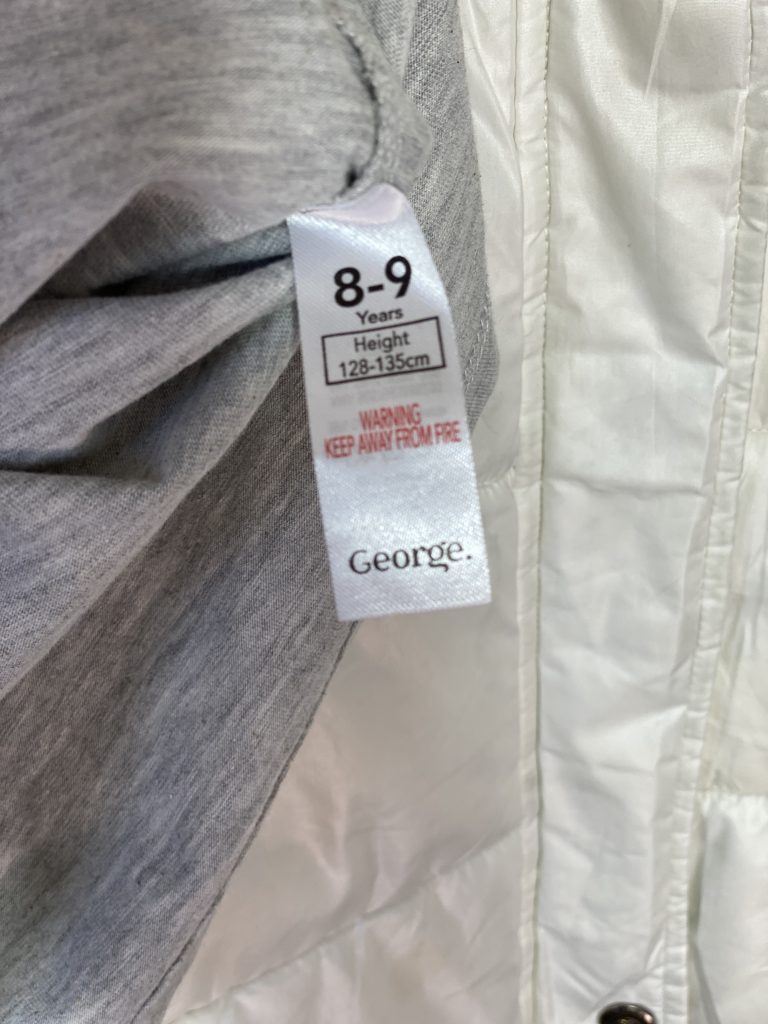 8-9
Years
Height
128-135cm
WARNING
KEEP AWAY FROM FIRE
George.